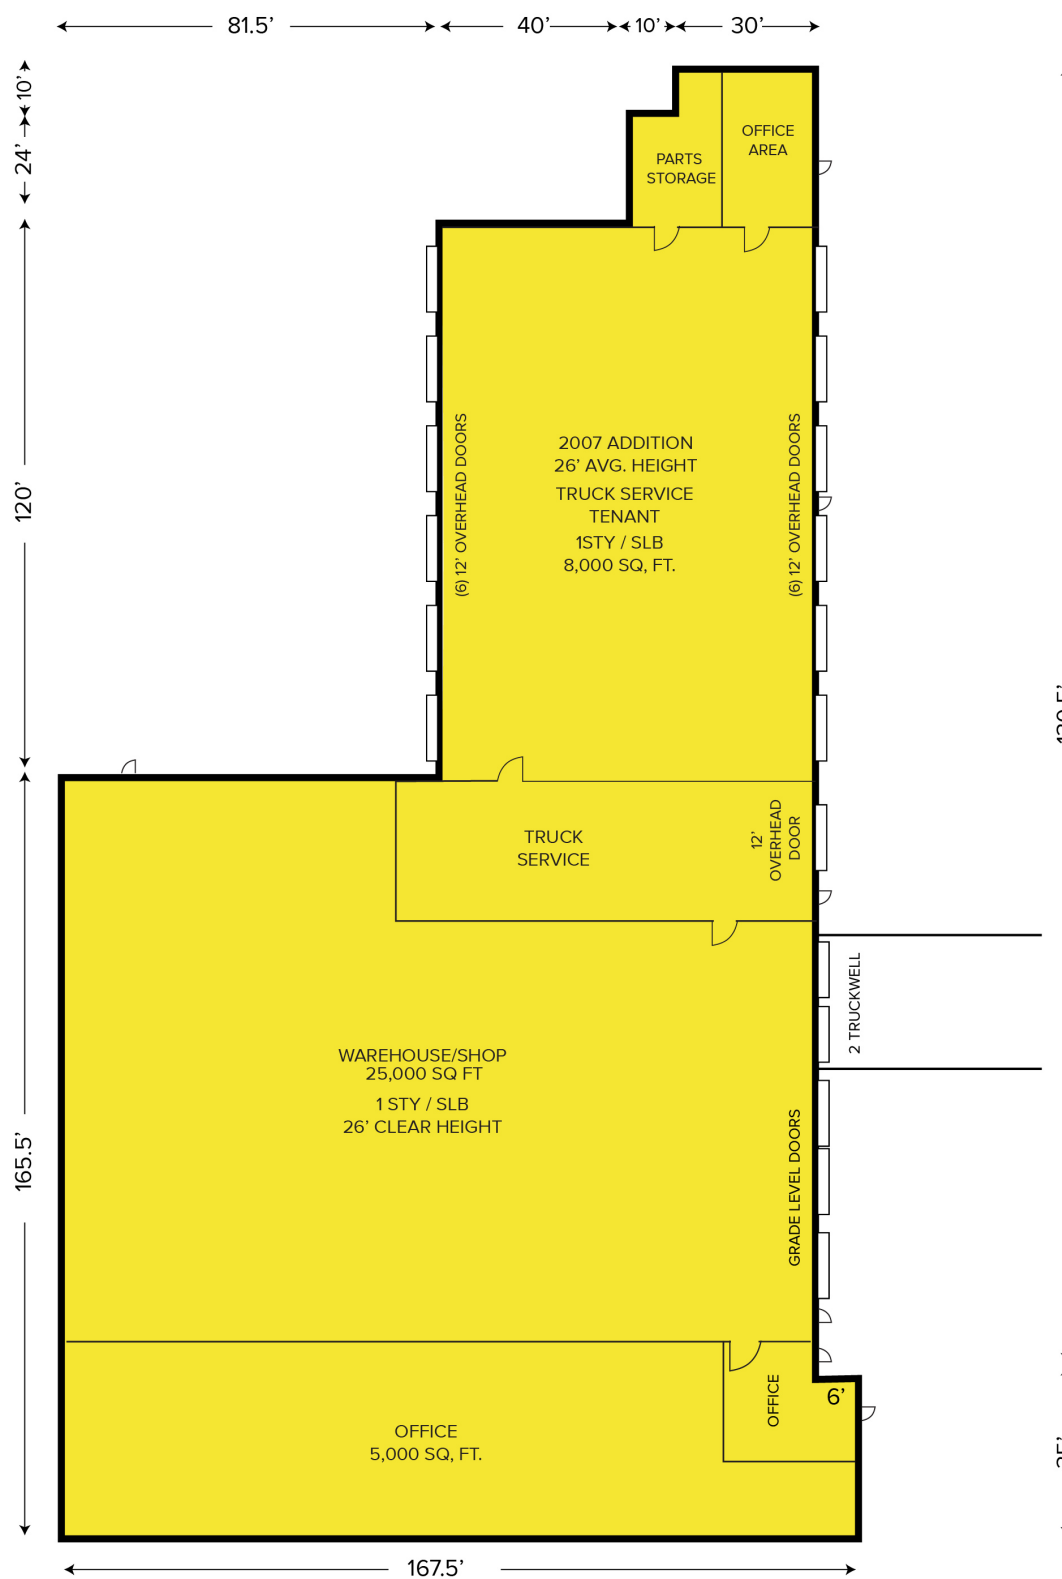 81.5’
40’
10’
30’
10’
24’
120’
165.5’
OFFICE
AREA
PARTS
STORAGE
(6) 12’ OVERHEAD DOORS
2007 ADDITION
26’ AVG. HEIGHT
TRUCK SERVICE
TENANT
1STY / SLB
8,000 SQ, FT.
(6) 12’ OVERHEAD DOORS
TRUCK
SERVICE
12’
OVERHEAD
DOOR
2 TRUCKWELL
WAREHOUSE/SHOP
25,000 SQ FT
1 STY / SLB
26’ CLEAR HEIGHT
GRADE LEVEL DOORS
OFFICE
6’
OFFICE
5,000 SQ, FT.
167.5’